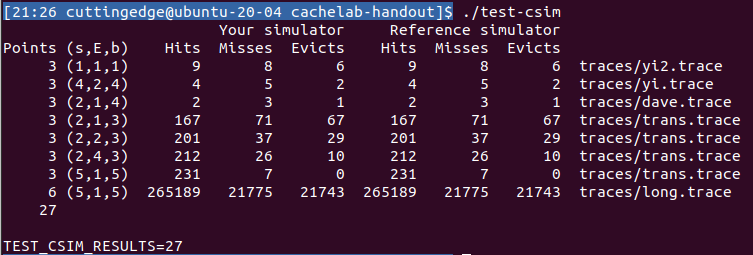 [21:26 cuttingedge@ubuntu-20-04 cachelab-handout]$ ./test-csim
                        Your simulator     Reference simulator
Points (s,E,b)    Hits  Misses  Evicts    Hits  Misses  Evicts
     3 (1,1,1)       9       8       6       9       8       6  traces/yi2.trace
     3 (4,2,4)       4       5       2       4       5       2  traces/yi.trace
     3 (2,1,4)       2       3       1       2       3       1  traces/dave.trace
     3 (2,1,3)     167      71      67     167      71      67  traces/trans.trace
     3 (2,2,3)     201      37      29     201      37      29  traces/trans.trace
     3 (2,4,3)     212      26      10     212      26      10  traces/trans.trace
     3 (5,1,5)     231       7       0     231       7       0  traces/trans.trace
     6 (5,1,5)  265189   21775   21743  265189   21775   21743  traces/long.trace
    27

TEST_CSIM_RESULTS=27